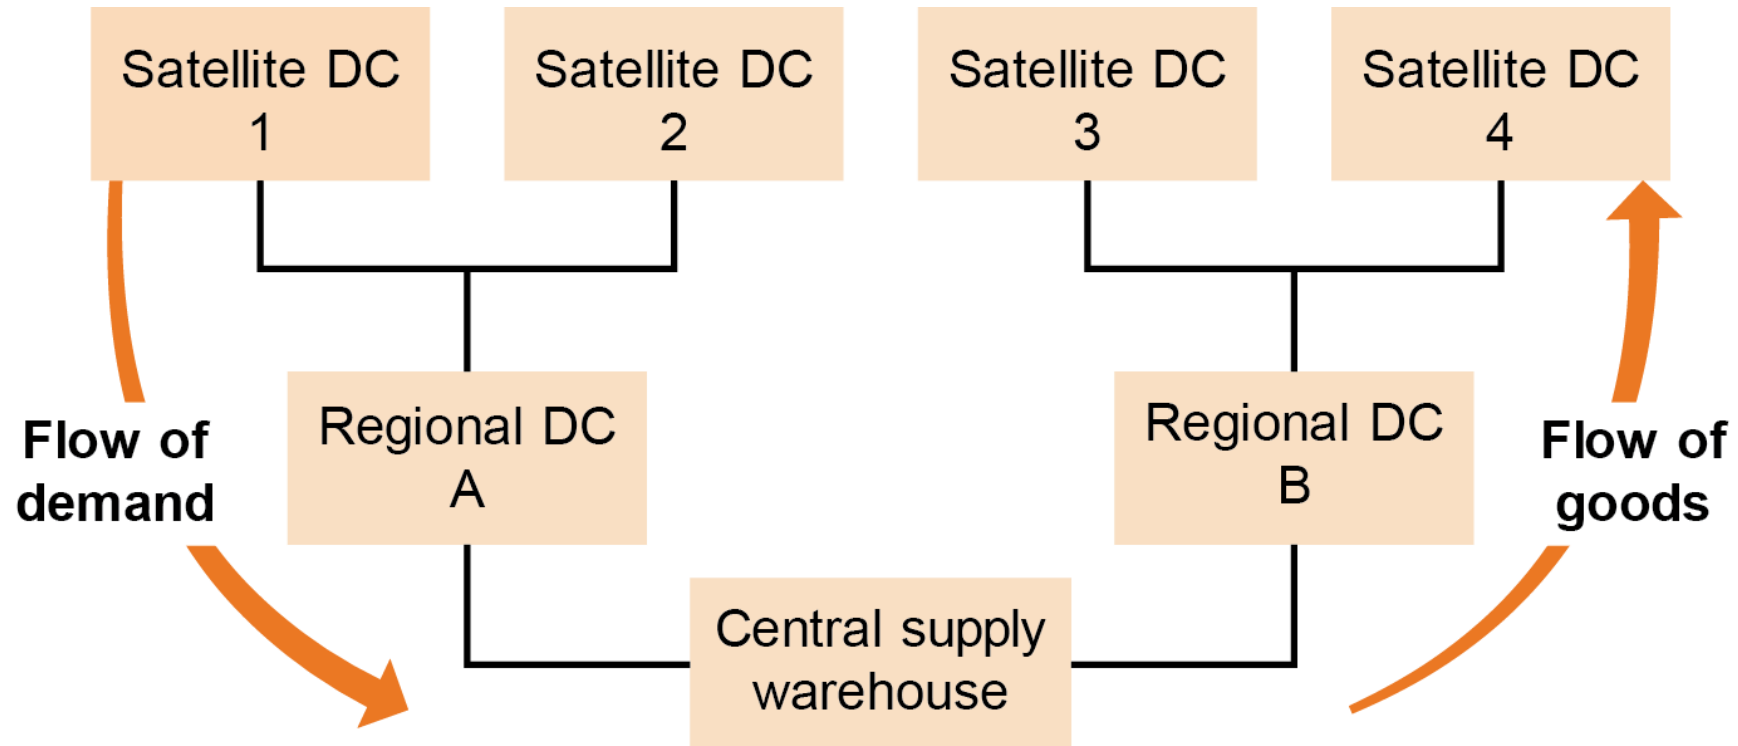 Satellite DC
1
Satellite DC
2
Satellite DC
3
Satellite DC
4
Flow of
demand
Regional DC
A
Regional DC
B
Flow of
goods
Central supply
warehouse